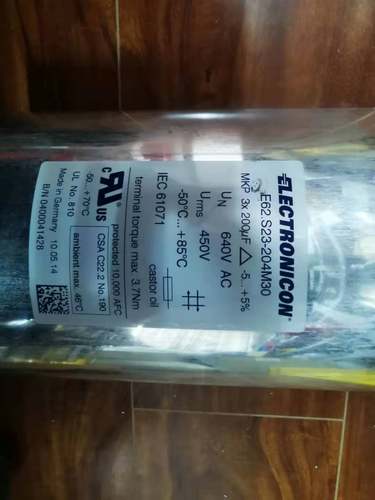 ELECTRONICON®
E62.S23-204M30
MKP 3x 200µF △ -5...+5%
UN 640V AC
Urms 450V
-50°C...+85°C
IEC 61071
castor oil
terminal torque max 3.7Nm
protected 10,000 AFC
c RU US
CSA C22.2 No.190
-50...+70°C
ambient max. 46°C
UL No. 810
Made in Germany 10.05.14
B/N 0400041428